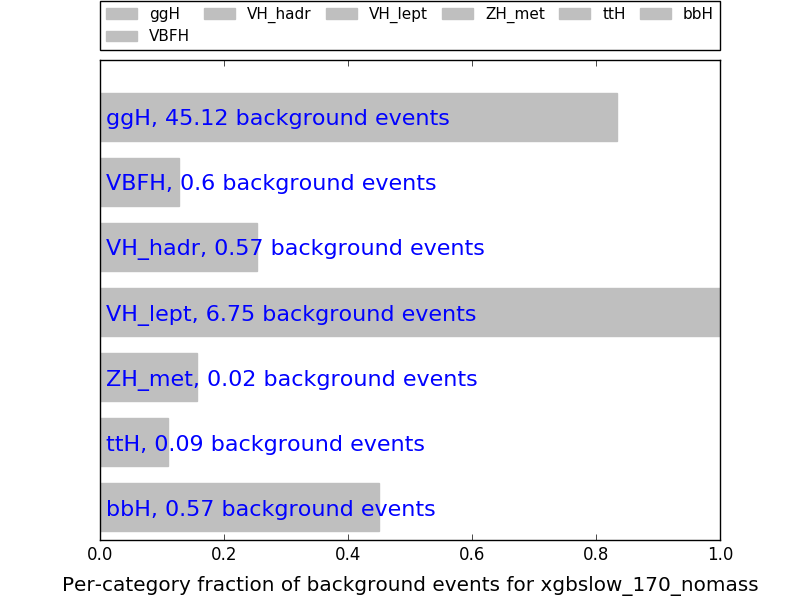 ggH VH_hadr VH_lept ZH_met ttH bbH
VBFH
ggH, 45.12 background events
VBFH, 0.6 background events
VH_hadr, 0.57 background events
VH_lept, 6.75 background events
ZH_met, 0.02 background events
ttH, 0.09 background events
bbH, 0.57 background events
0.0 0.2 0.4 0.6 0.8 1.0
Per-category fraction of background events for xgbslow_170_nomass